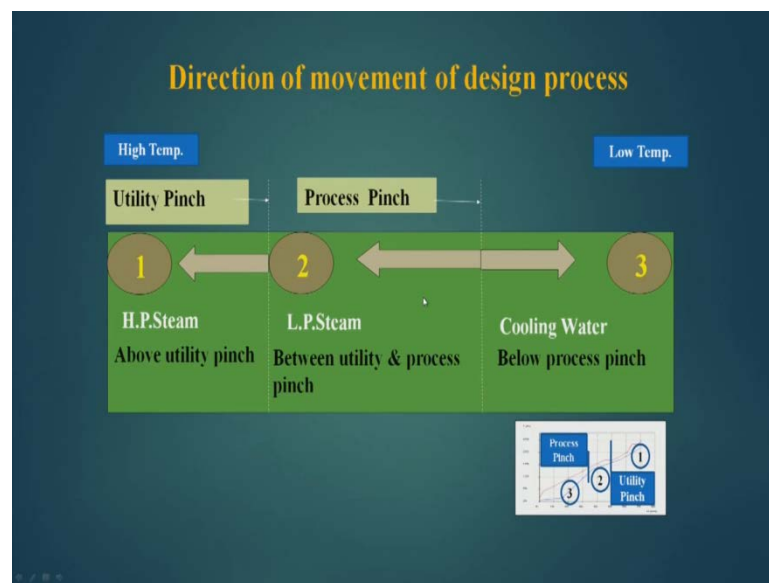 Direction of movement of design process
High Temp.
Low Temp.
Utility Pinch
Process Pinch
1
2
3
H.P.Steam
L.P.Steam
Cooling Water
Above utility pinch
Between utility & process
pinch
Below process pinch
Process
Pinch
1
2
3
Utility
Pinch